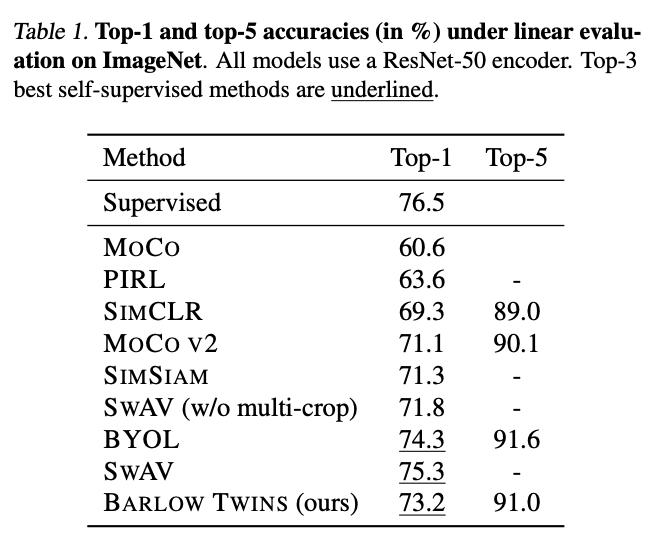 Table 1. Top-1 and top-5 accuracies (in %) under linear evalu-
ation on ImageNet. All models use a ResNet-50 encoder. Top-3
best self-supervised methods are underlined.
Method Top-1 Top-5
Supervised 76.5
MOCO 60.6
PIRL 63.6 -
SIMCLR 69.3 89.0
MOCO V2 71.1 90.1
SIMSIAM 71.3 -
SWAV (w/o multi-crop) 71.8 -
BYOL 74.3 91.6
SWAV 75.3 -
BARLOW TWINS (ours) 73.2 91.0